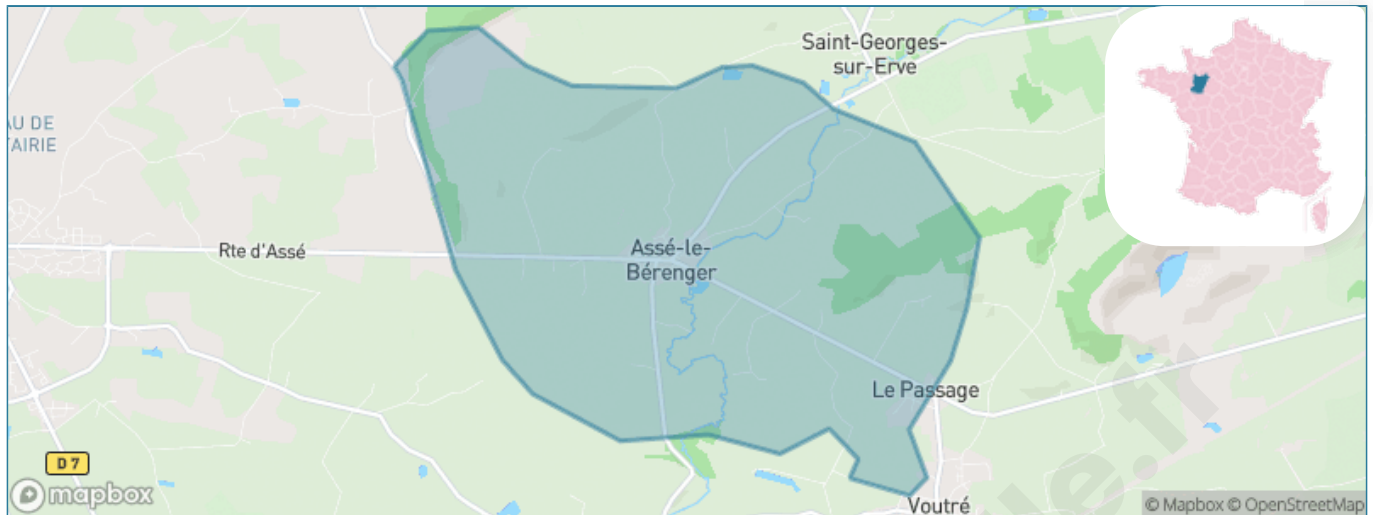 Saint-Georges-
sur-Erve
AU DE
TAIRIE
Rte d'Assé
Assé-le-
Bérenger
Le Passage
D 7
mapbox
Voutré
© Mapbox © OpenStreetMap